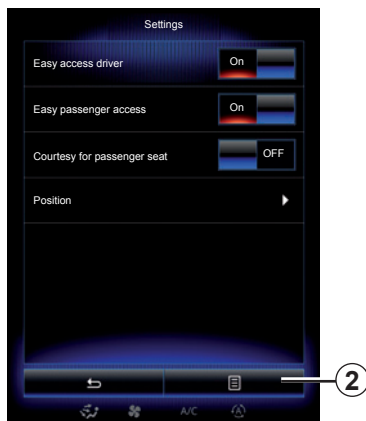 Settings
Easy access driver On
Easy passenger access On
Courtesy for passenger seat OFF
Position
2
A/C
A